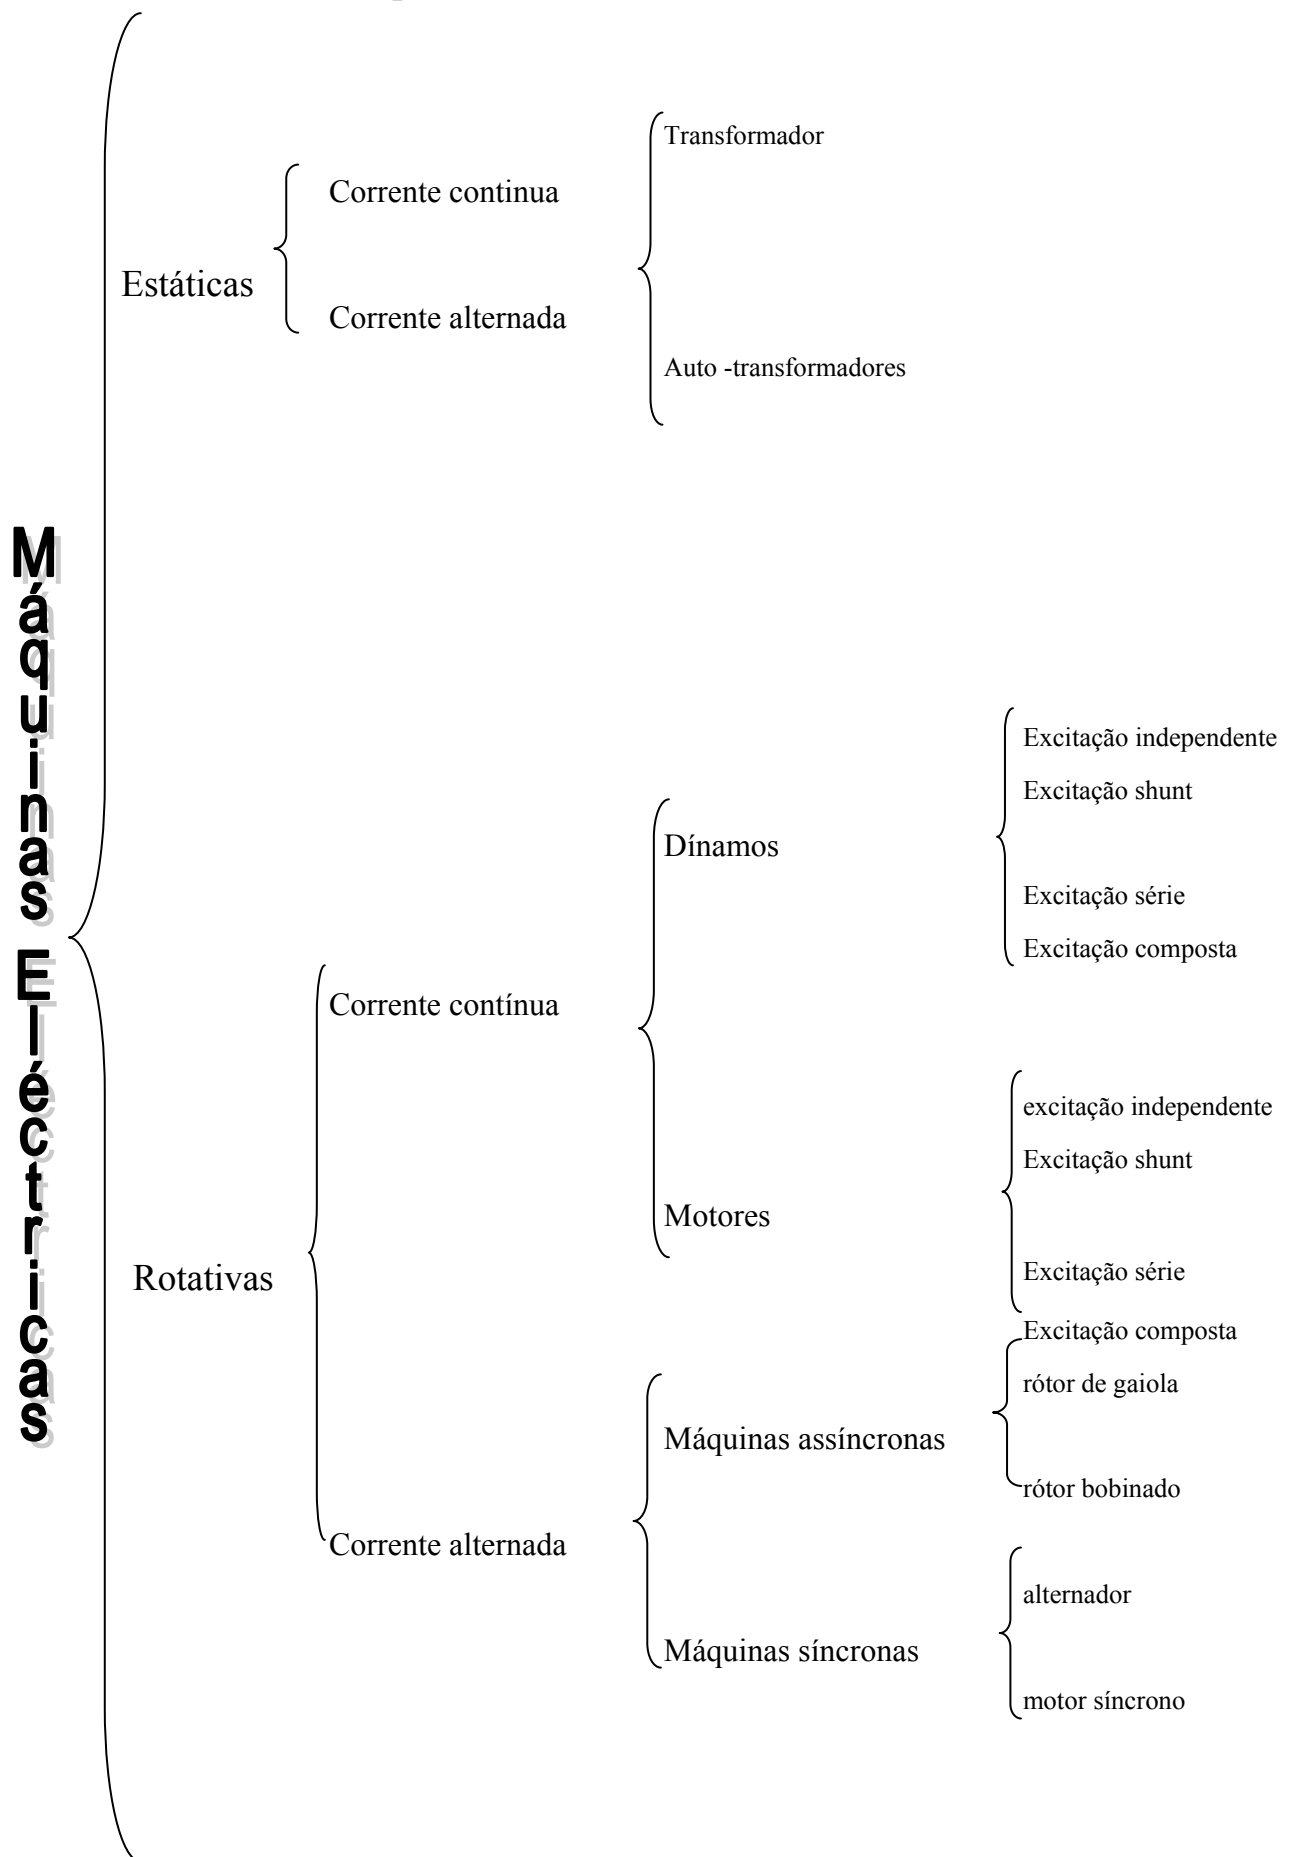 Transformador
Corrente continua
Estáticas
Corrente alternada
Auto -transformadores
Máquinas Eléctricas
Excitação independente
Excitação shunt
Dínamos
Excitação série
Excitação composta
Corrente contínua
excitação independente
Excitação shunt
Motores
Rotativas
Excitação série
Excitação composta
rótor de gaiola
Máquinas assíncronas
rótor bobinado
Corrente alternada
alternador
Máquinas síncronas
motor síncrono